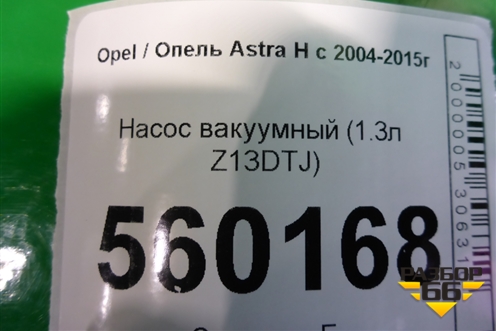 Opel / Опель Astra H с 2004-2015г
Насос вакуумный (1.3л
Z13DTJ)
560168
РАЗБОР
66